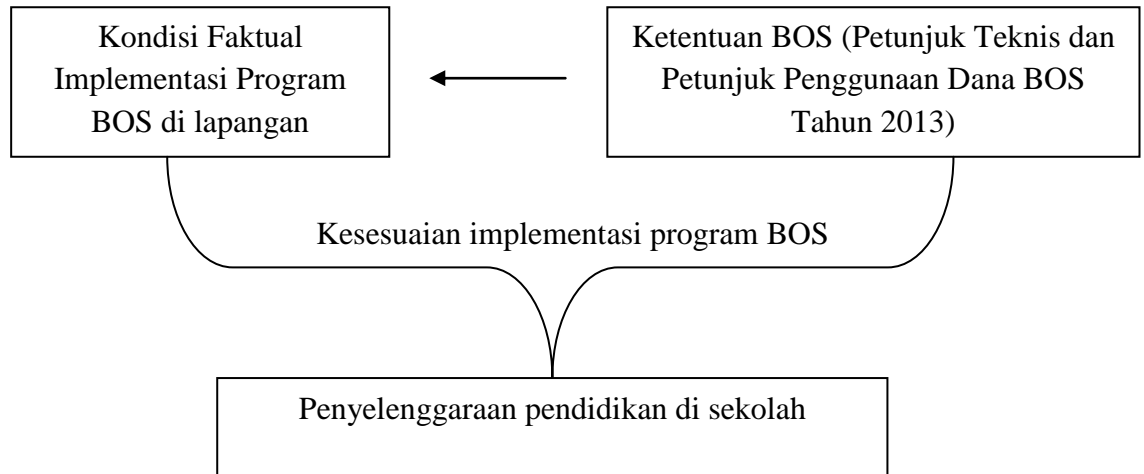 Kondisi Faktual
Implementasi Program
BOS di lapangan
Ketentuan BOS (Petunjuk Teknis dan
Petunjuk Penggunaan Dana BOS
Tahun 2013)
Kesesuaian implementasi program BOS
Penyelenggaraan pendidikan di sekolah